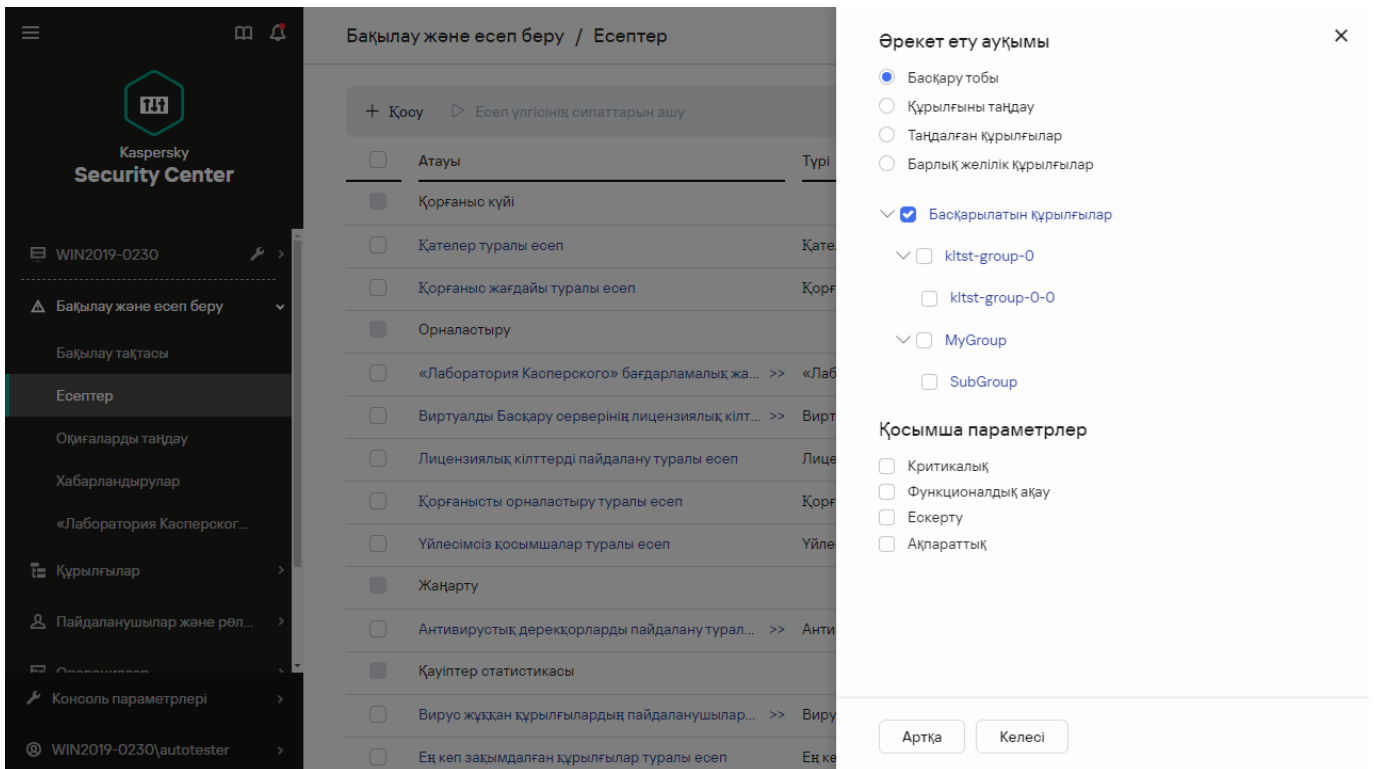 Kaspersky
Security Center
WIN2019-0230
Бақылау және есеп беру
Бақылау тақтасы
Есептер
Оқиғаларды таңдау
Хабарландырулар
«Лаборатория Касперског...
Құрылғылар
Пайдаланушылар және рөл...
Операциялар
Консоль параметрлері
WIN2019-0230\autotester
Бақылау және есеп беру / Есептер
+ Қосу Есеп үлгісінің сипаттарын ашу
Атауы Түрі
Қорғаныс күйі
Қателер туралы есеп Қате
Қорғаныс жағдайы туралы есеп Қорғ
Орналастыру
«Лаборатория Касперского» бағдарламалық жа... >> «Лаб
Виртуалды Басқару серверінің лицензиялық кілт... >> Вирт
Лицензиялық кілттерді пайдалану туралы есеп Лице
Қорғанысты орналастыру туралы есеп Қорғ
Үйлесімсіз қосымшалар туралы есеп Үйле
Жаңарту
Антивирустық дерекқорларды пайдалану турал... >> Анти
Қауіптер статистикасы
Вирус жұққан құрылғылардың пайдаланушылар... >> Виру
Ең көп зақымдалған құрылғылар туралы есеп Ең кө
Әрекет ету ауқымы
Басқару тобы
Құрылғыны таңдау
Таңдалған құрылғылар
Барлық желілік құрылғылар
Басқарылатын құрылғылар
kltst-group-0
kltst-group-0-0
MyGroup
SubGroup
Қосымша параметрлер
Критикалық
Функционалдық ақау
Ескерту
Ақпараттық
Артқа Келесі